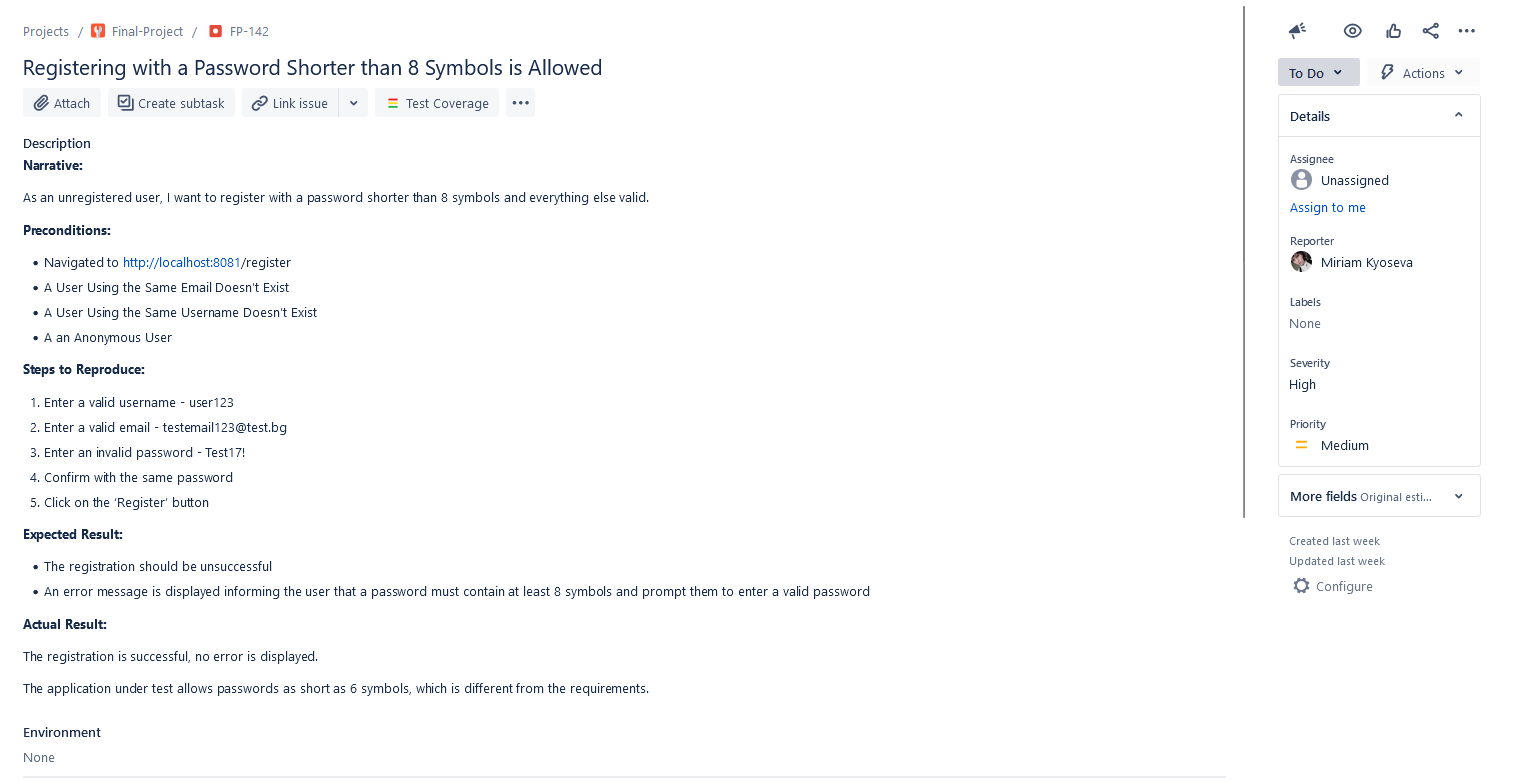 Projects / Final-Project / FP-142
Registering with a Password Shorter than 8 Symbols is Allowed
Attach Create subtask Link issue Test Coverage
Description
Narrative:
As an unregistered user, I want to register with a password shorter than 8 symbols and everything else valid.
Preconditions:
• Navigated to http://localhost:8081/register
• A User Using the Same Email Doesn't Exist
• A User Using the Same Username Doesn't Exist
• A an Anonymous User
Steps to Reproduce:
1. Enter a valid username - user123
2. Enter a valid email - testemail123@test.bg
3. Enter an invalid password - Test17!
4. Confirm with the same password
5. Click on the 'Register' button
Expected Result:
• The registration should be unsuccessful
• An error message is displayed informing the user that a password must contain at least 8 symbols and prompt them to enter a valid password
Actual Result:
The registration is successful, no error is displayed.
The application under test allows passwords as short as 6 symbols, which is different from the requirements.
Environment
None
To Do Actions
Details
Assignee
Unassigned
Assign to me
Reporter
Miriam Kyoseva
Labels
None
Severity
High
Priority
Medium
More fields Original esti...
Created last week
Updated last week
Configure